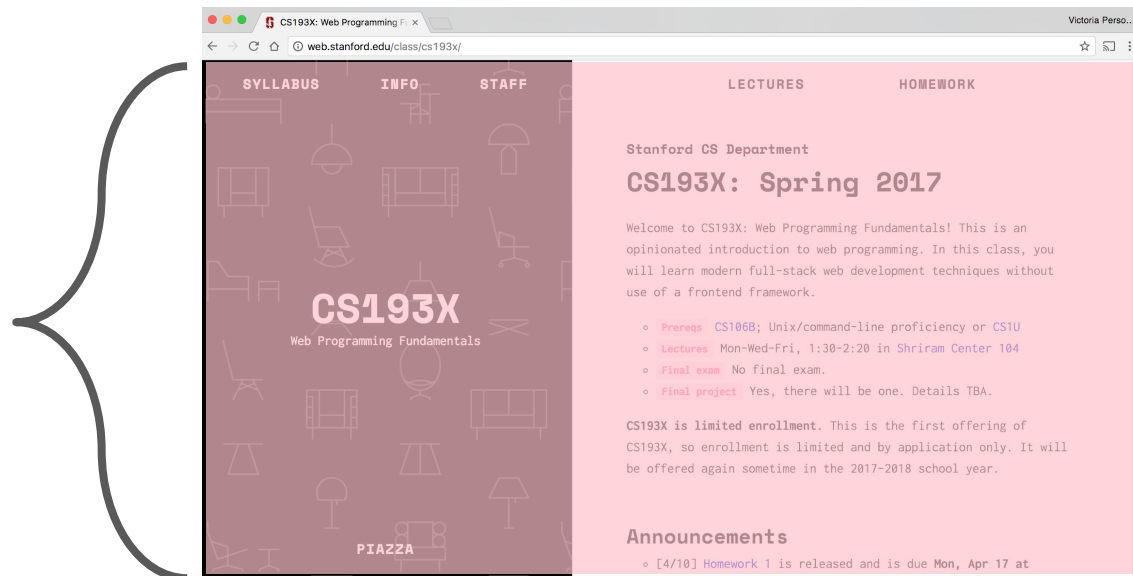 CS193X: Web Programming Fu
Victoria Perso...
web.stanford.edu/class/cs193x/
SYLLABUS INFO STAFF
LECTURES HOMEWORK
CS193X
Web Programming Fundamentals
PIAZZA
Stanford CS Department
CS193X: Spring 2017
Welcome to CS193X: Web Programming Fundamentals! This is an
opinionated introduction to web programming. In this class, you
will learn modern full-stack web development techniques without
use of a frontend framework.
Prereqs CS106B; Unix/command-line proficiency or CS1U
Lectures Mon-Wed-Fri, 1:30-2:20 in Shriram Center 104
Final exam No final exam.
Final project Yes, there will be one. Details TBA.
CS193X is limited enrollment. This is the first offering of
CS193X, so enrollment is limited and by application only. It will
be offered again sometime in the 2017-2018 school year.
Announcements
[4/10] Homework 1 is released and is due Mon, Apr 17 at